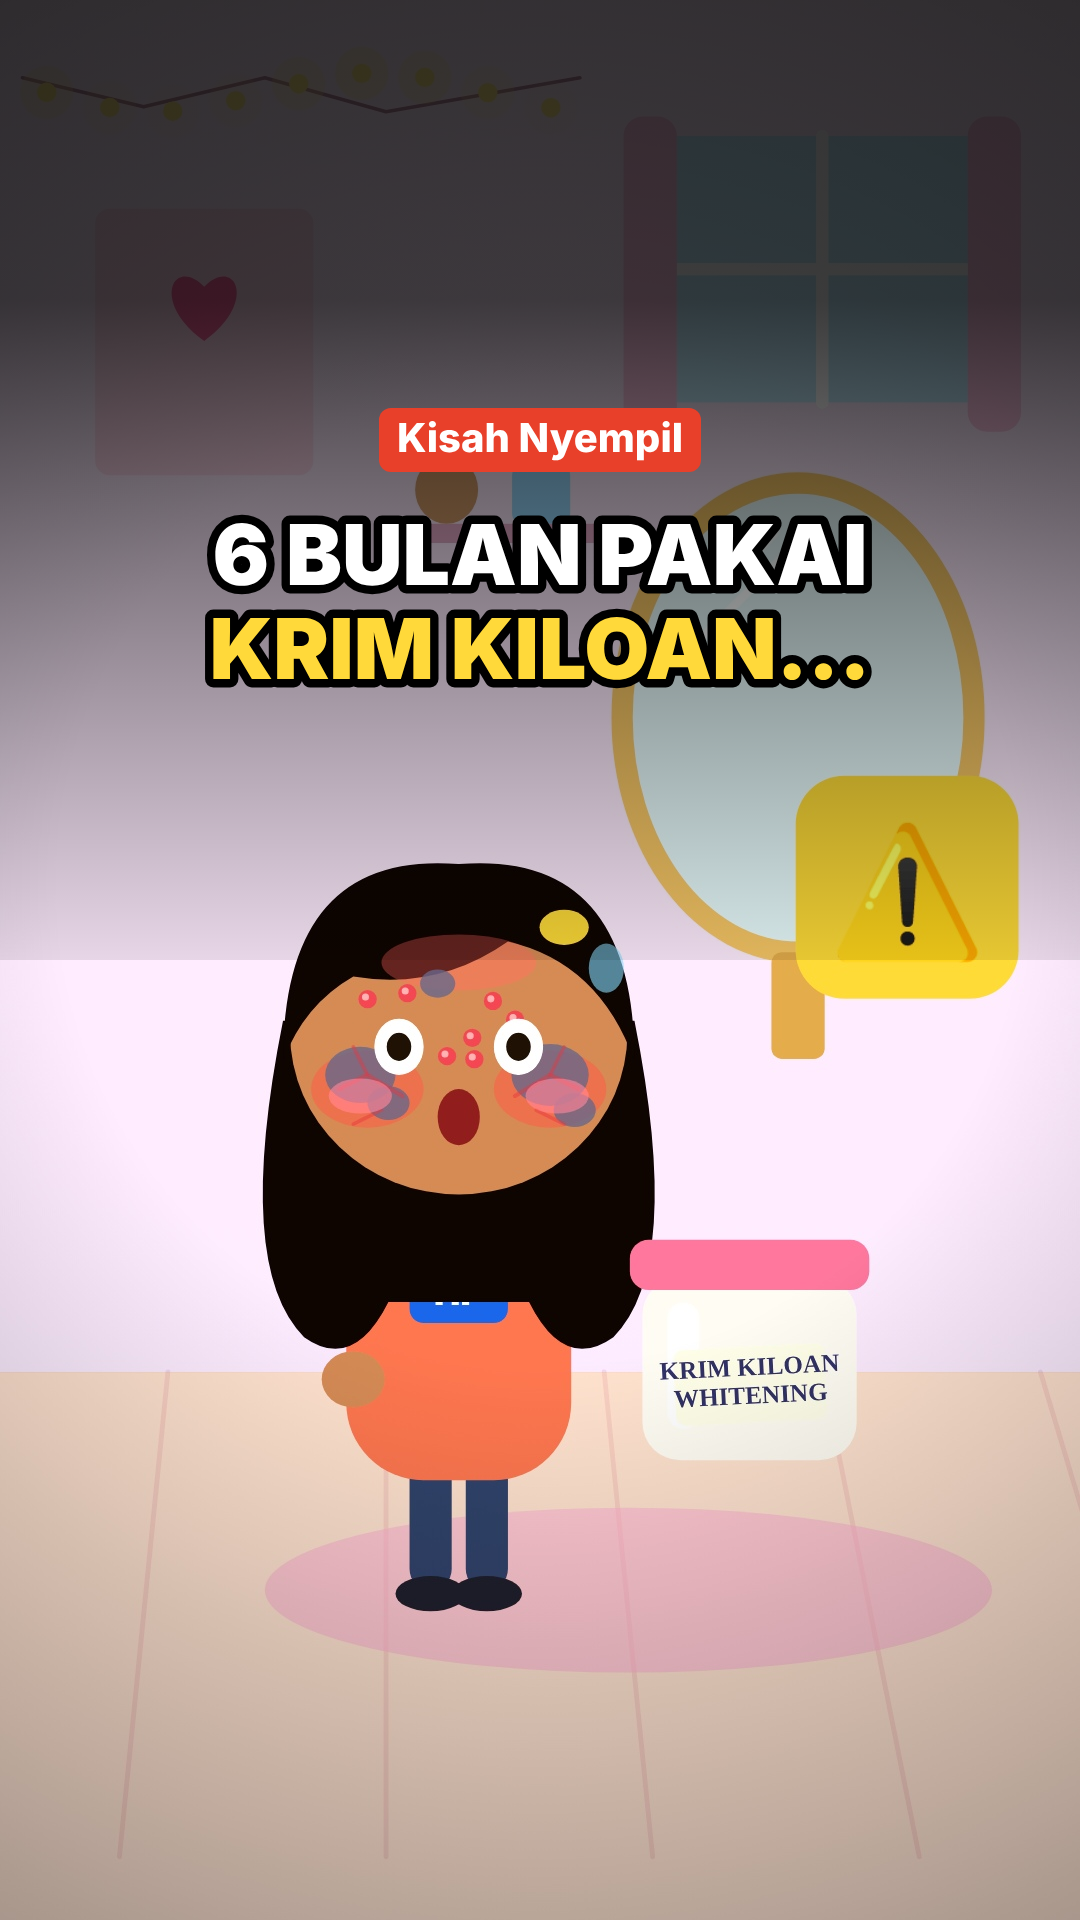 Kisah Nyempil
6 BULAN PAKAI
KRIM KILOAN...
KRIM KILOAN
WHITENING